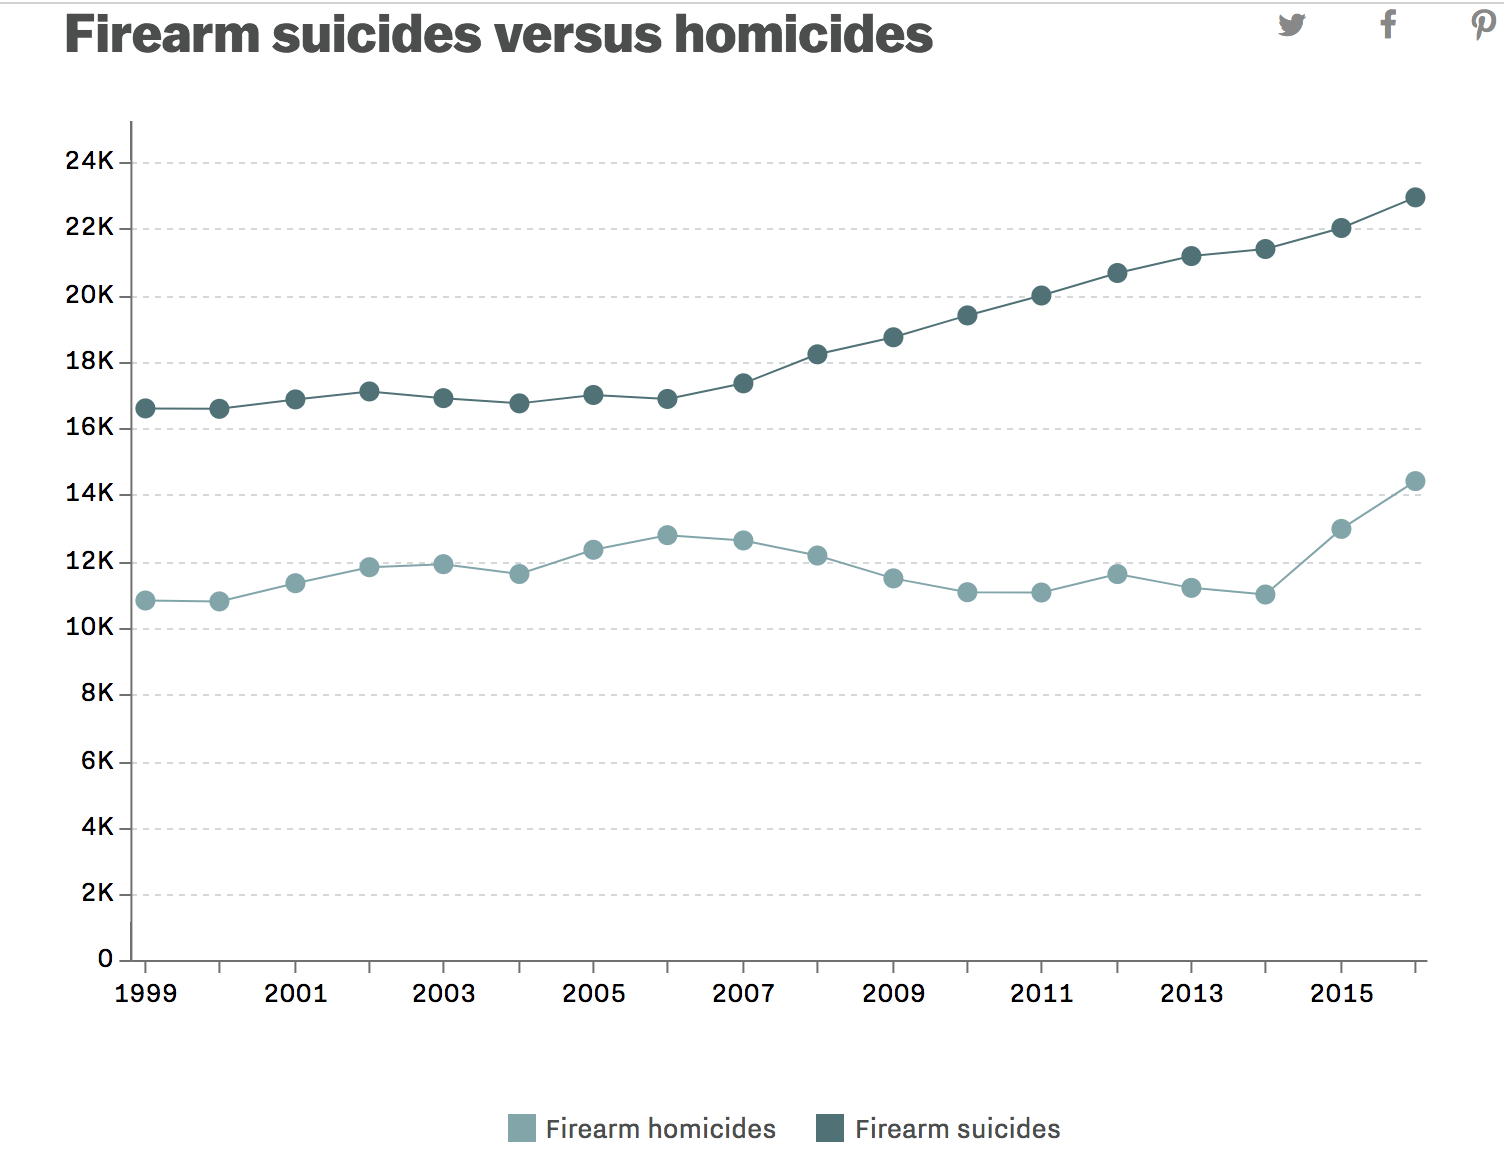 Firearm suicides versus homicides
24K
22K
20K
18K
16K
14K
12K
10K
8K
6K
4K
2K
0
1999 2001 2003 2005 2007 2009 2011 2013 2015
Firearm homicides Firearm suicides